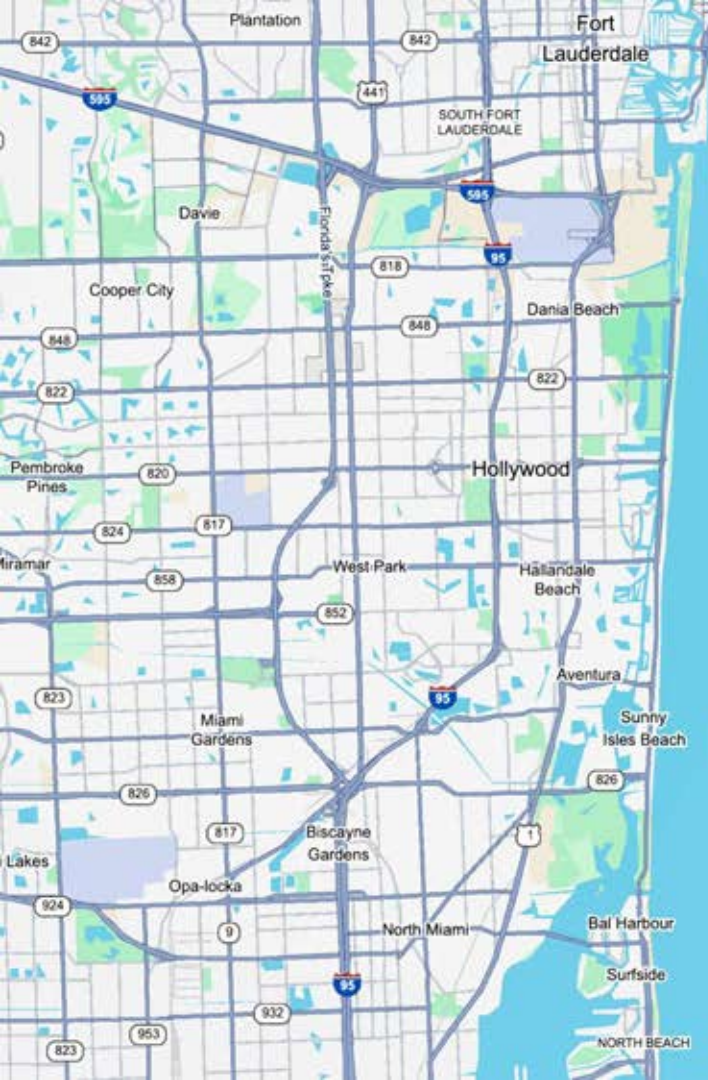 Plantation
Fort
Lauderdale
842
842
441
595
SOUTH FORT
LAUDERDALE
595
Davie
Florida's Tpke
95
818
Cooper City
Dania Beach
848
848
822
822
Pembroke
Pines
820
Hollywood
824
817
Miramar
858
West Park
Hallandale
Beach
852
Aventura
823
95
Miami
Gardens
Sunny
Isles Beach
826
826
817
Biscayne
Gardens
1
Lakes
Opa-locka
924
9
North Miami
Bal Harbour
Surfside
95
932
953
823
NORTH BEACH